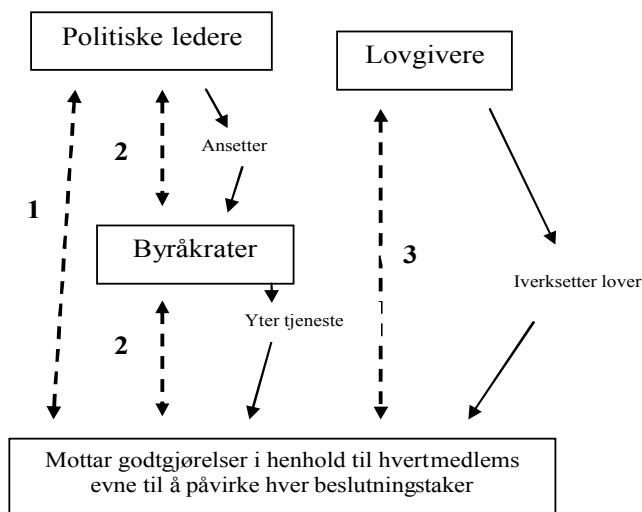 Politiske ledere
Lovgivere
2
Ansetter
1
Byråkrater
3
Iverksetter lover
Yter tjeneste
2
Mottar godtgjørelser i henhold til hvertmedlems
evne til å påvirke hver beslutningstaker